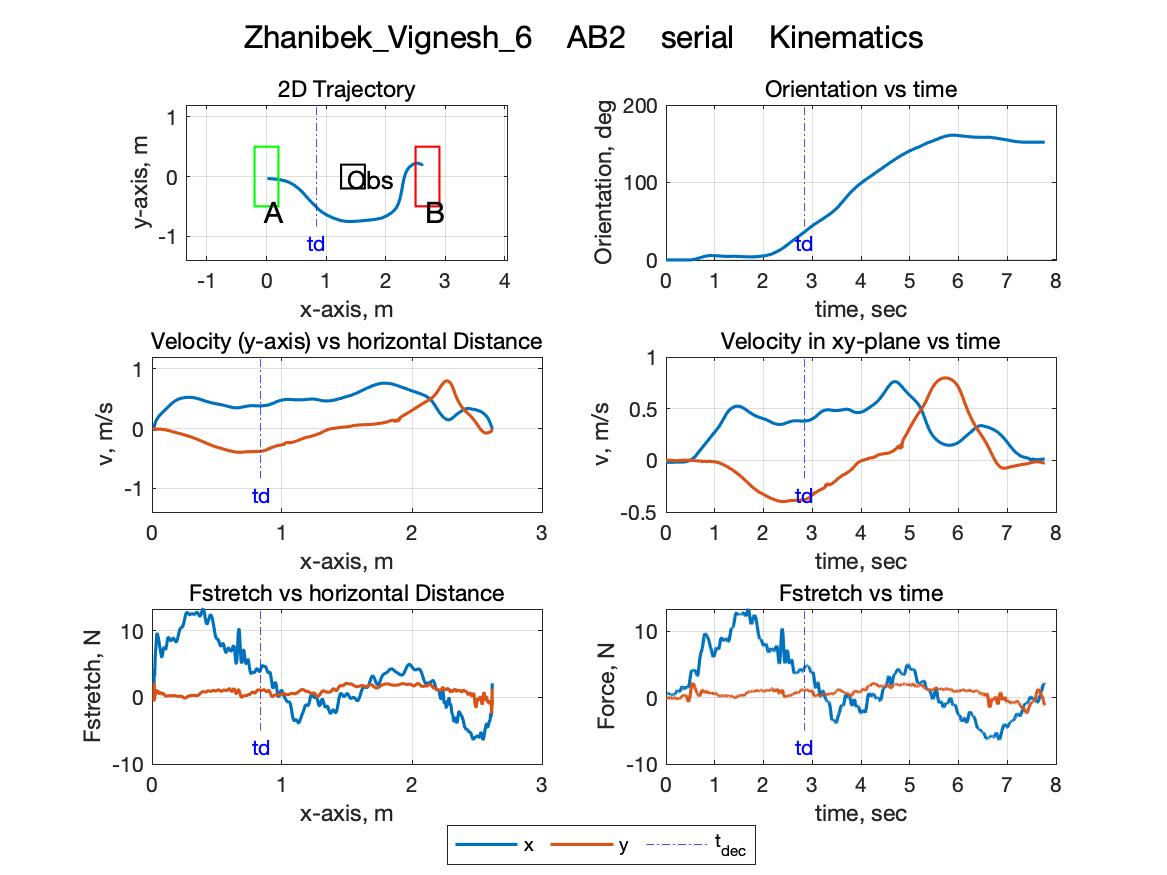 Zhanibek_Vignesh_6 AB2 serial Kinematics
2D Trajectory
1
0
-1
y-axis, m
A
Obs
B
td
-1 0 1 2 3 4
x-axis, m
Orientation vs time
200
100
0
Orientation, deg
td
0 1 2 3 4 5 6 7 8
time, sec
Velocity (y-axis) vs horizontal Distance
1
0
-1
v, m/s
td
0 1 2 3
x-axis, m
Velocity in xy-plane vs time
1
0.5
0
-0.5
v, m/s
td
0 1 2 3 4 5 6 7 8
time, sec
Fstretch vs horizontal Distance
10
0
-10
Fstretch, N
td
0 1 2 3
x-axis, m
Fstretch vs time
10
0
-10
Force, N
td
0 1 2 3 4 5 6 7 8
time, sec
x y t_dec